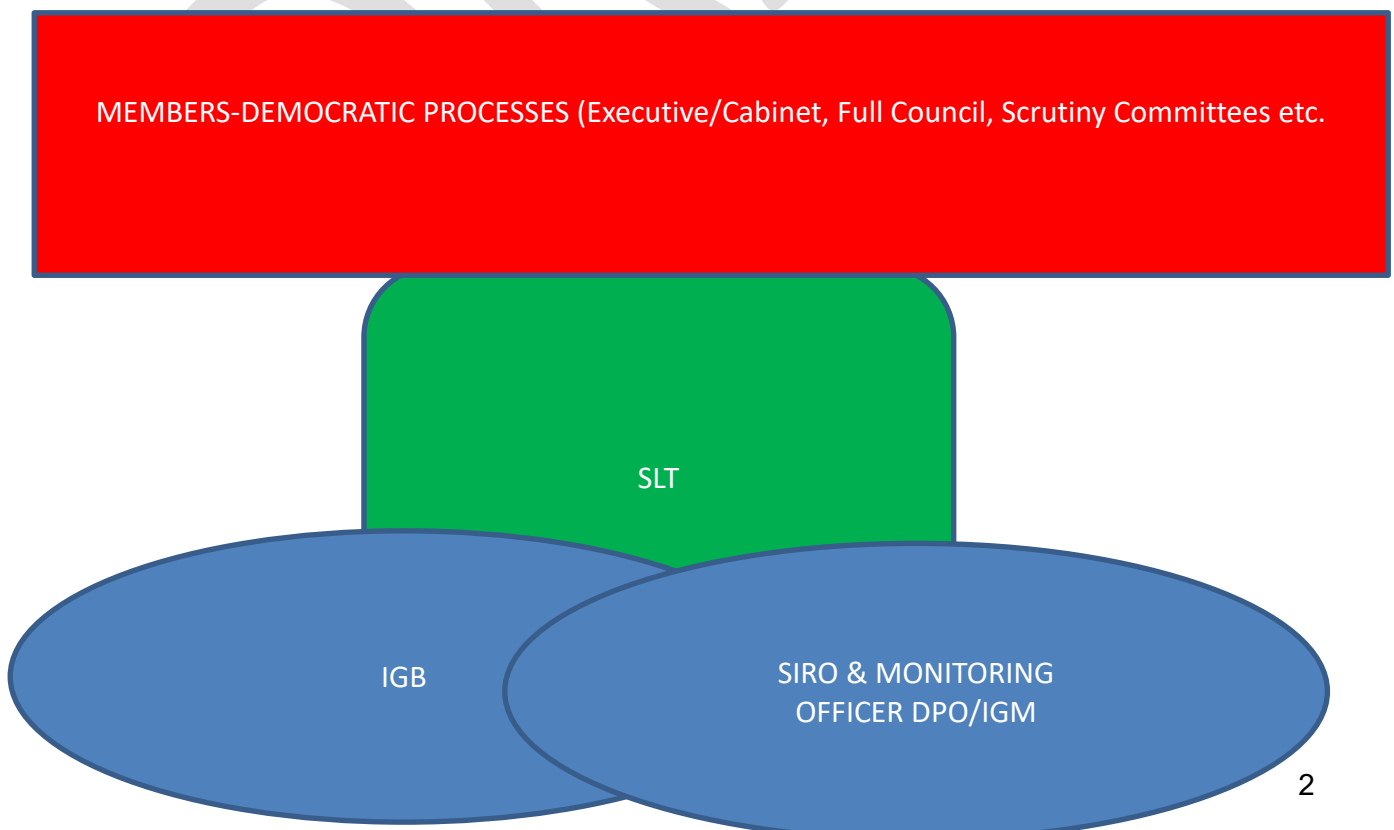 MEMBERS-DEMOCRATIC PROCESSES (Executive/Cabinet, Full Council, Scrutiny Committees etc.
SLT
IGB
SIRO & MONITORING
OFFICER DPO/IGM
2